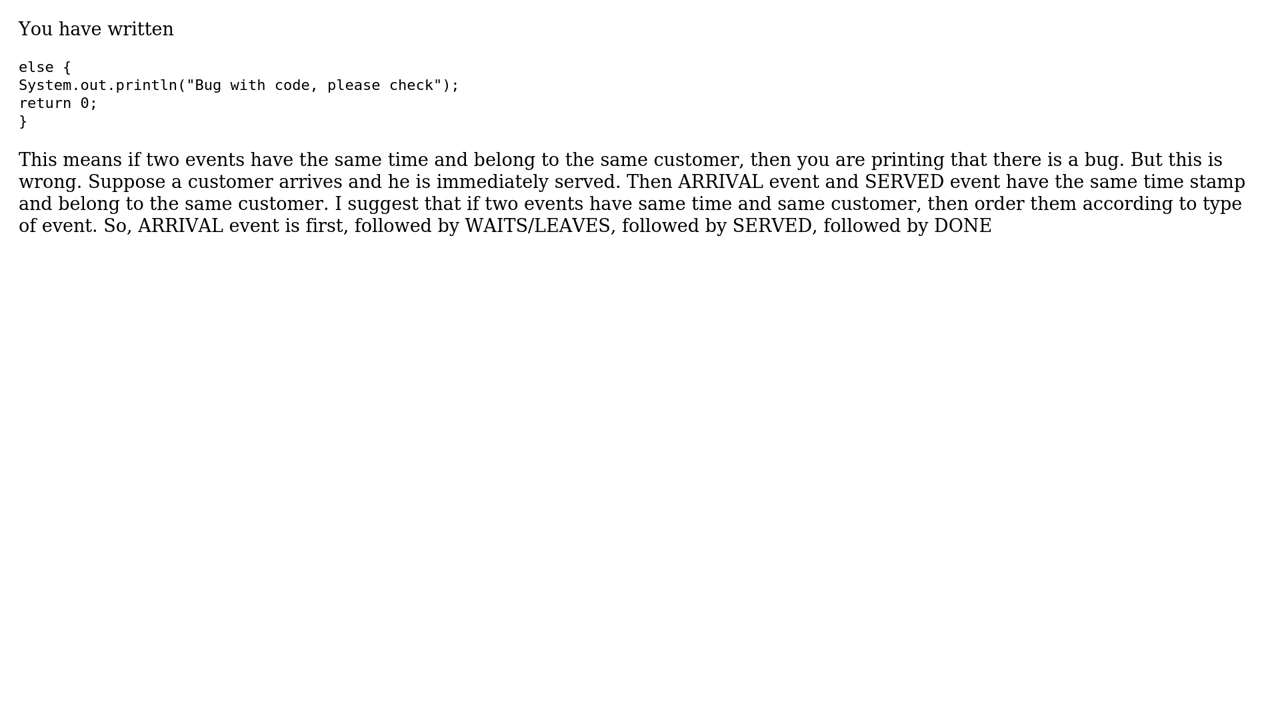 You have written
else {
System.out.println("Bug with code, please check");
return 0;
}
This means if two events have the same time and belong to the same customer, then you are printing that there is a bug. But this is
wrong. Suppose a customer arrives and he is immediately served. Then ARRIVAL event and SERVED event have the same time stamp
and belong to the same customer. I suggest that if two events have same time and same customer, then order them according to type
of event. So, ARRIVAL event is first, followed by WAITS/LEAVES, followed by SERVED, followed by DONE